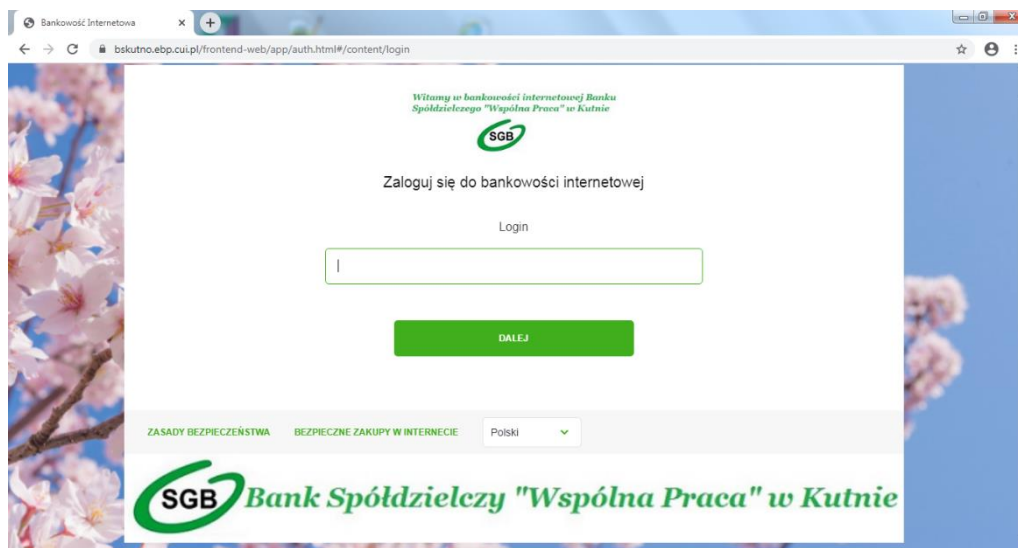 Bankowość Internetowa
bskutno.ebp.cui.pl/frontend-web/app/auth.html#/content/login
Witamy w bankowości internetowej Banku
Spółdzielczego "Wspólna Praca" w Kutnie
SGB
Zaloguj się do bankowości internetowej
Login
DALEJ
ZASADY BEZPIECZEŃSTWA BEZPIECZNE ZAKUPY W INTERNECIE Polski
SGB Bank Spółdzielczy "Wspólna Praca" w Kutnie